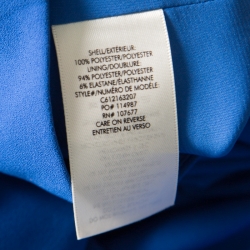 SHELL/EXTÉRIEUR:
100% POLYESTER/POLYESTER
LINING/DOUBLURE:
94% POLYESTER/POLYESTER
6% ELASTANE/ÉLASTHANNE
STYLE#/NUMÉRO DE MODÈLE:
C612163207
PO# 114987
RN# 107677
CARE ON REVERSE
ENTRETIEN AU VERSO